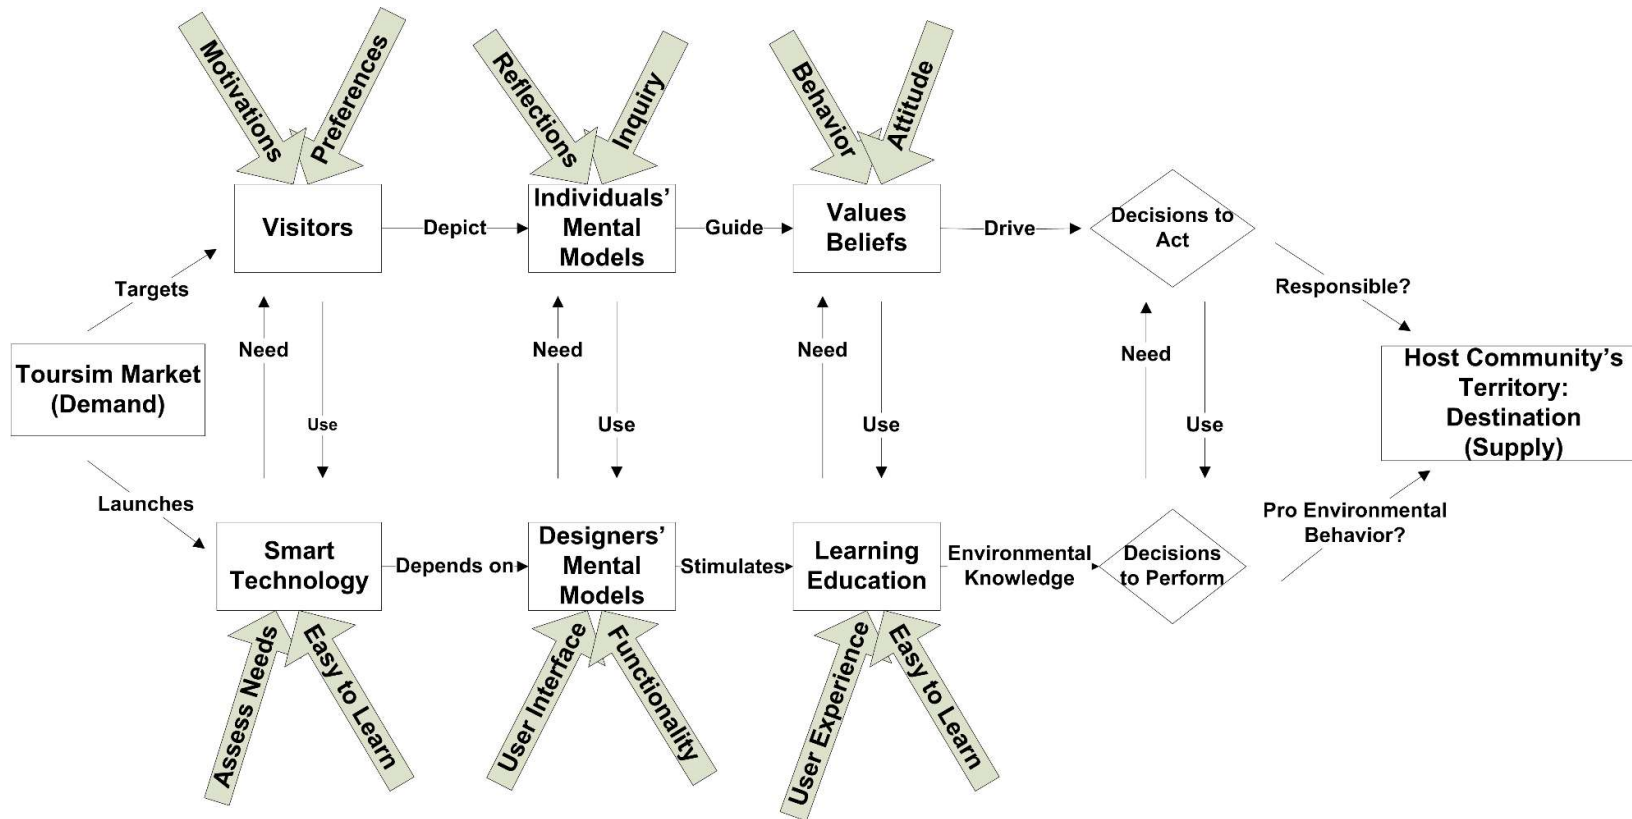 Motivations
Preferences
Reflections
Inquiry
Behavior
Attitude
Visitors
Depict
Individuals’
Mental
Models
Guide
Values
Beliefs
Drive
Decisions to
Act
Targets
Responsible?
Need
Need
Need
Need
Toursim Market
(Demand)
Host Community’s
Territory:
Destination
(Supply)
Use
Use
Use
Use
Launches
Pro Environmental
Behavior?
Smart
Technology
Depends on
Designers’
Mental
Models
Stimulates
Learning
Education
Environmental
Knowledge
Decisions
to Perform
Assess Needs
Easy to Learn
User Interface
Functionality
User Experience
Easy to Learn